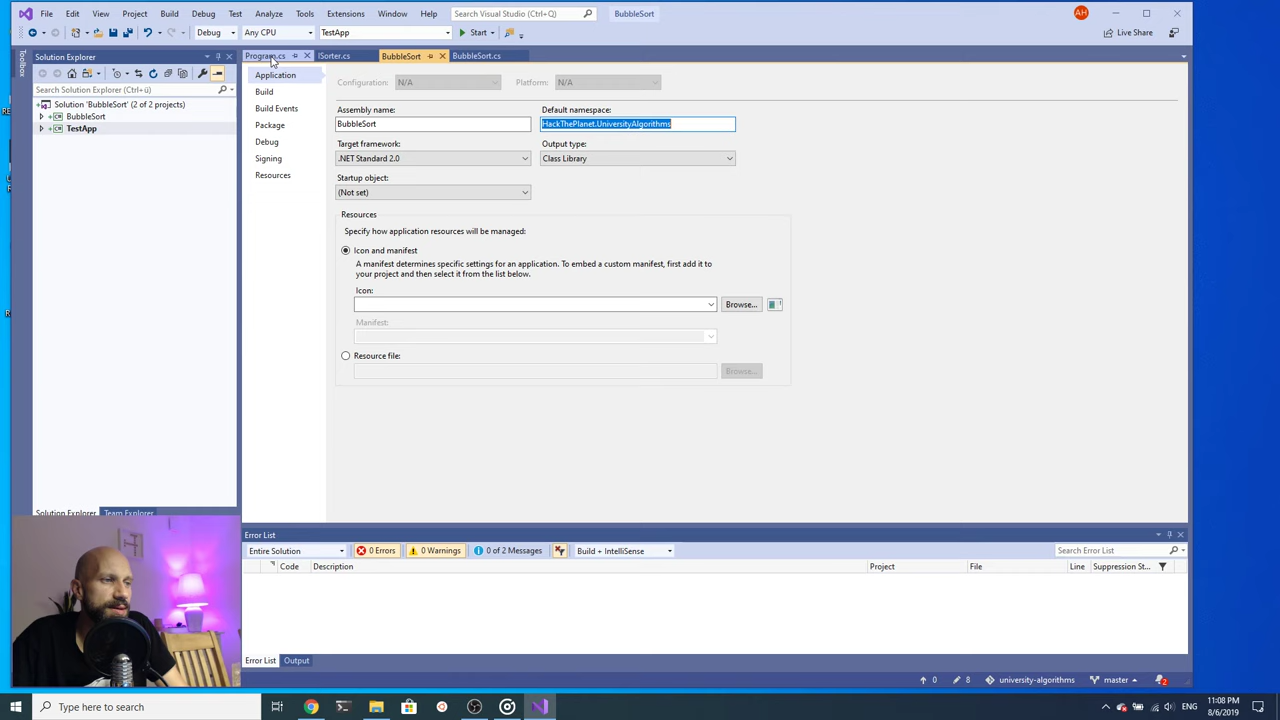 File Edit View Project Build Debug Test Analyze Tools Extensions Window Help Search Visual Studio BubbleSort AH
Debug Any CPU TestApp Start Live Share
Toolbox
Solution Explorer
Program.cs ISorter.cs BubbleSort BubbleSort.cs
Search Solution Explorer (Ctrl+ü)
Solution 'BubbleSort' (2 of 2 projects)
BubbleSort
TestApp
Solution Explorer Team Explorer
Application
Build
Build Events
Package
Debug
Signing
Resources
Configuration: N/A Platform: N/A
Assembly name: Default namespace:
BubbleSort HackThePlanet.UniversityAlgorithms
Target framework: Output type:
.NET Standard 2.0 Class Library
Startup object:
(Not set)
Resources
Specify how application resources will be managed:
Icon and manifest
A manifest determines specific settings for an application. To embed a custom manifest, first add it to
your project and then select it from the list below.
Icon:
Browse...
Manifest:
Resource file:
Browse...
Error List
Entire Solution 0 Errors 0 Warnings 0 of 2 Messages Build + IntelliSense Search Error List
Code Description Project File Line Suppression St...
Error List Output
0 8 university-algorithms master 2
Type here to search
ENG 11:08 PM
8/6/2019